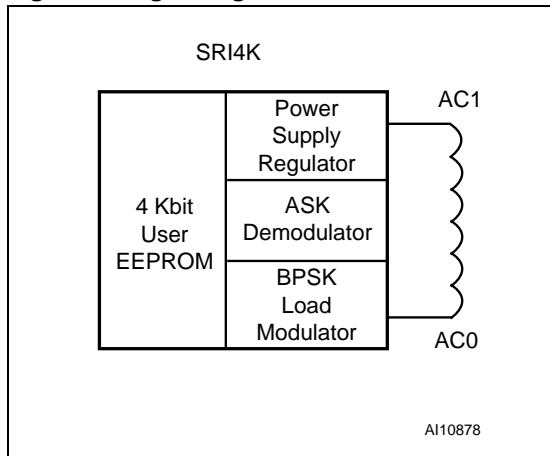 SRI4K
AC1
Power
Supply
Regulator
4 Kbit
User
EEPROM
ASK
Demodulator
BPSK
Load
Modulator
AC0
AI10878